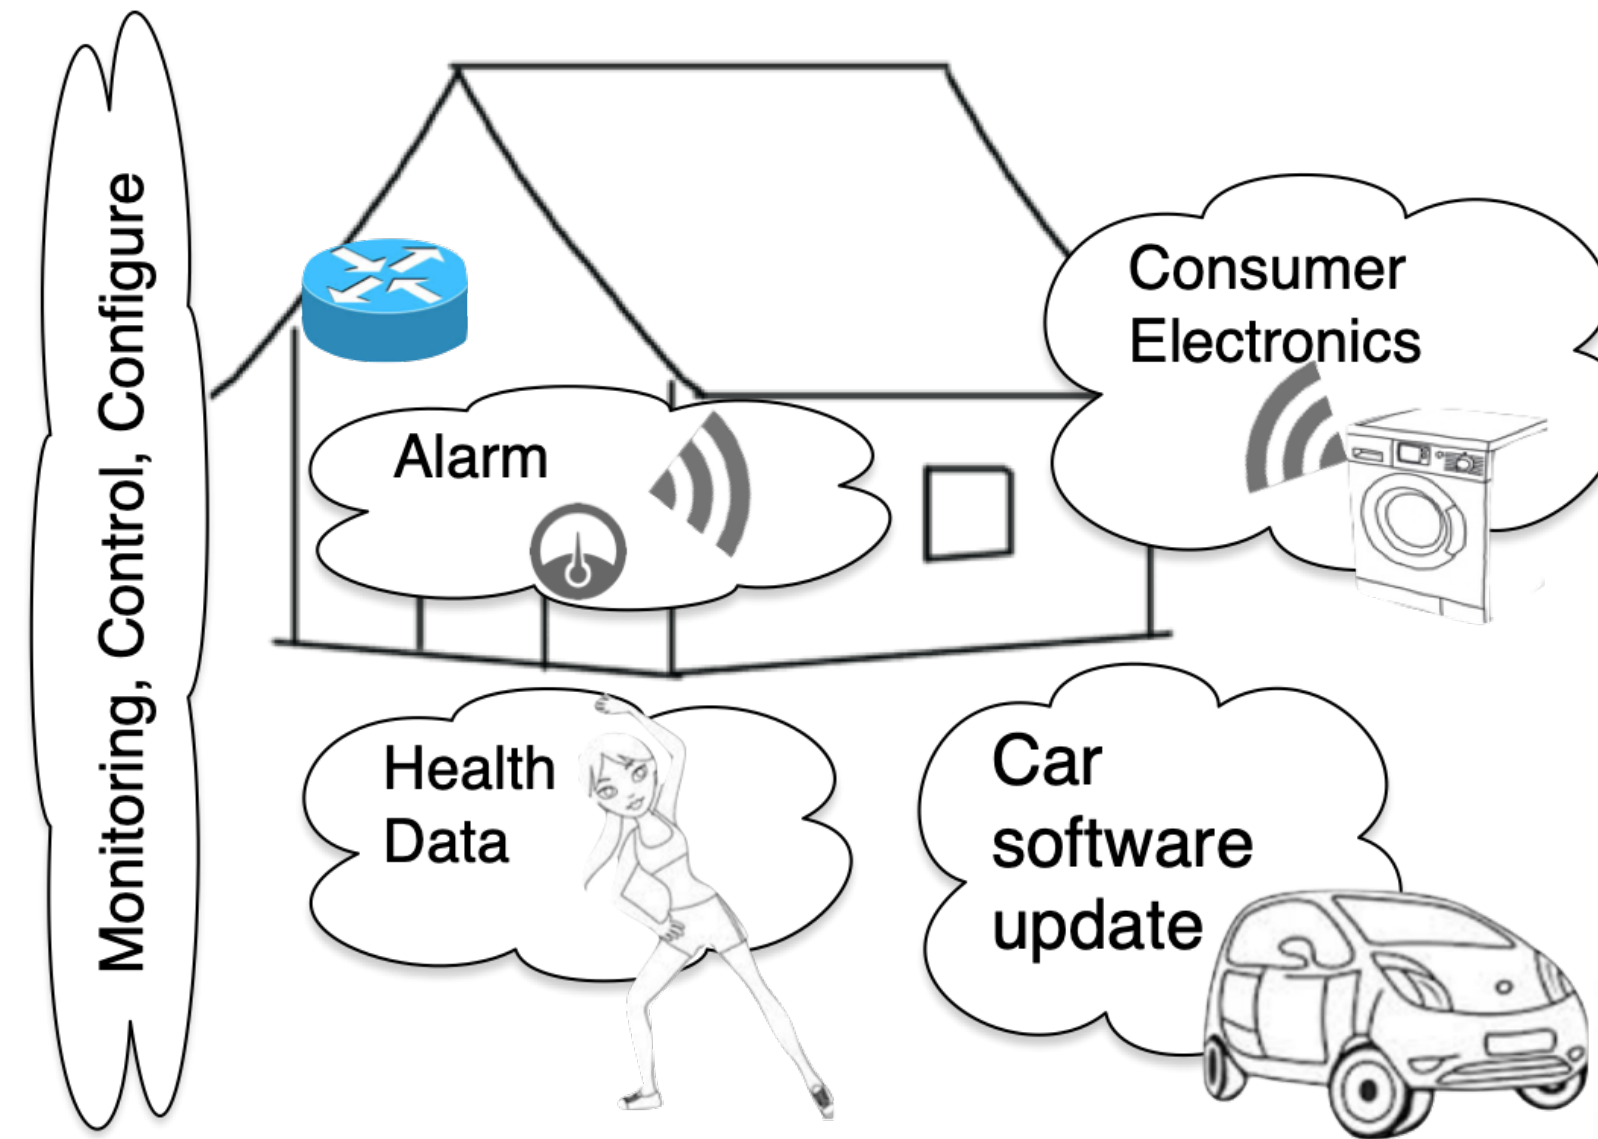 Monitoring, Control, Configure
Consumer
Electronics
Alarm
Health
Data
Car
software
update